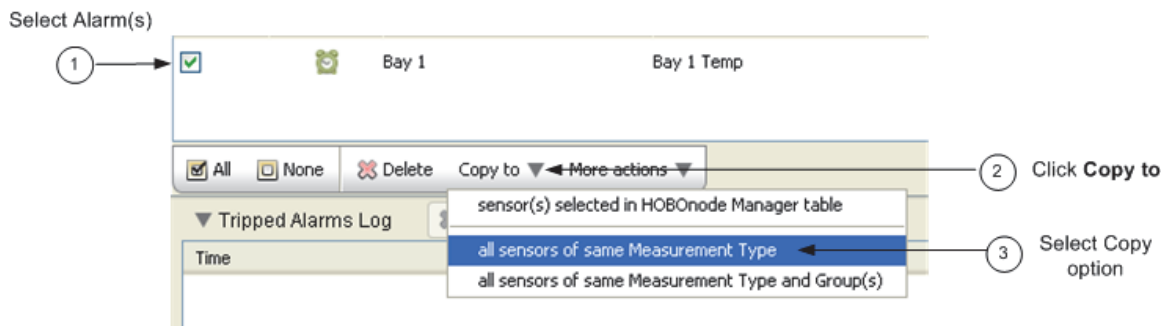 Select Alarm(s)
1
Bay 1 Bay 1 Temp
All None Delete Copy to More actions
2 Click Copy to
sensor(s) selected in HOBOnode Manager table
Tripped Alarms Log
all sensors of same Measurement Type
3 Select Copy
option
Time
all sensors of same Measurement Type and Group(s)